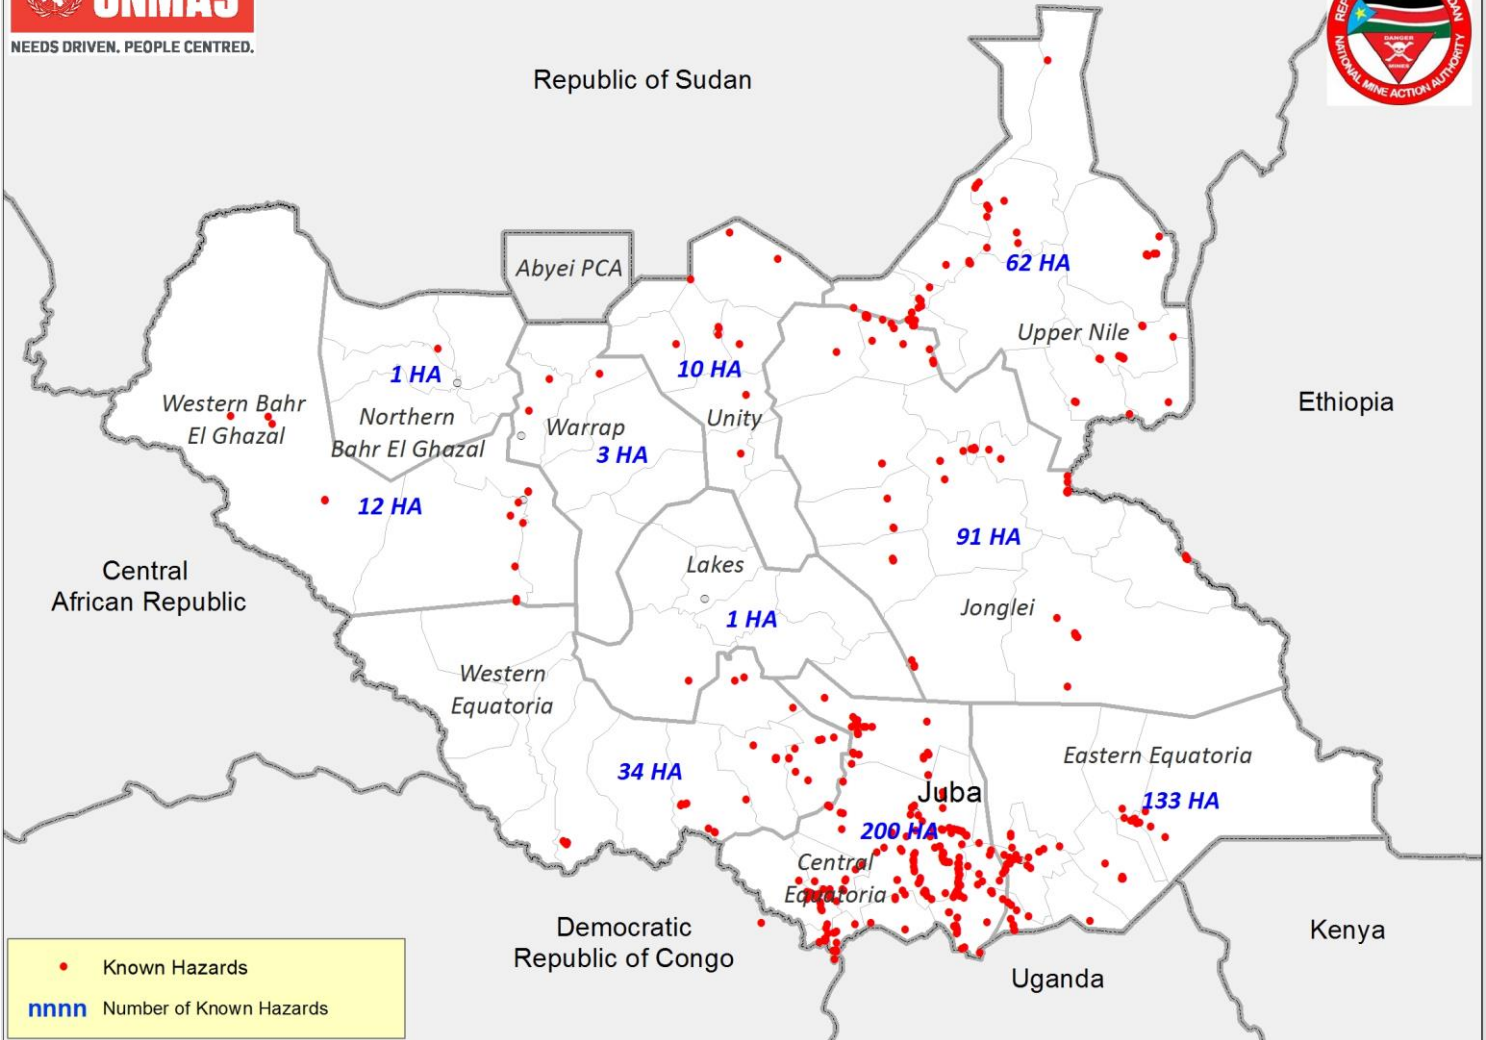 UNMAS
NEEDS DRIVEN. PEOPLE CENTRED.
DAN
NATIONAL MINE ACTION AUTHORITY
DANGER
MINES
Republic of Sudan
Abyei PCA
62 HA
Upper Nile
1 HA
10 HA
Western Bahr
El Ghazal
Northern
Bahr El Ghazal
Warrap
Unity
3 HA
Ethiopia
12 HA
91 HA
Central
African Republic
Lakes
Jonglei
1 HA
Western
Equatoria
Eastern Equatoria
34 HA
Juba
133 HA
200 HA
Central
Equatoria
Democratic
Republic of Congo
Kenya
Uganda
Known Hazards
nnnn Number of Known Hazards